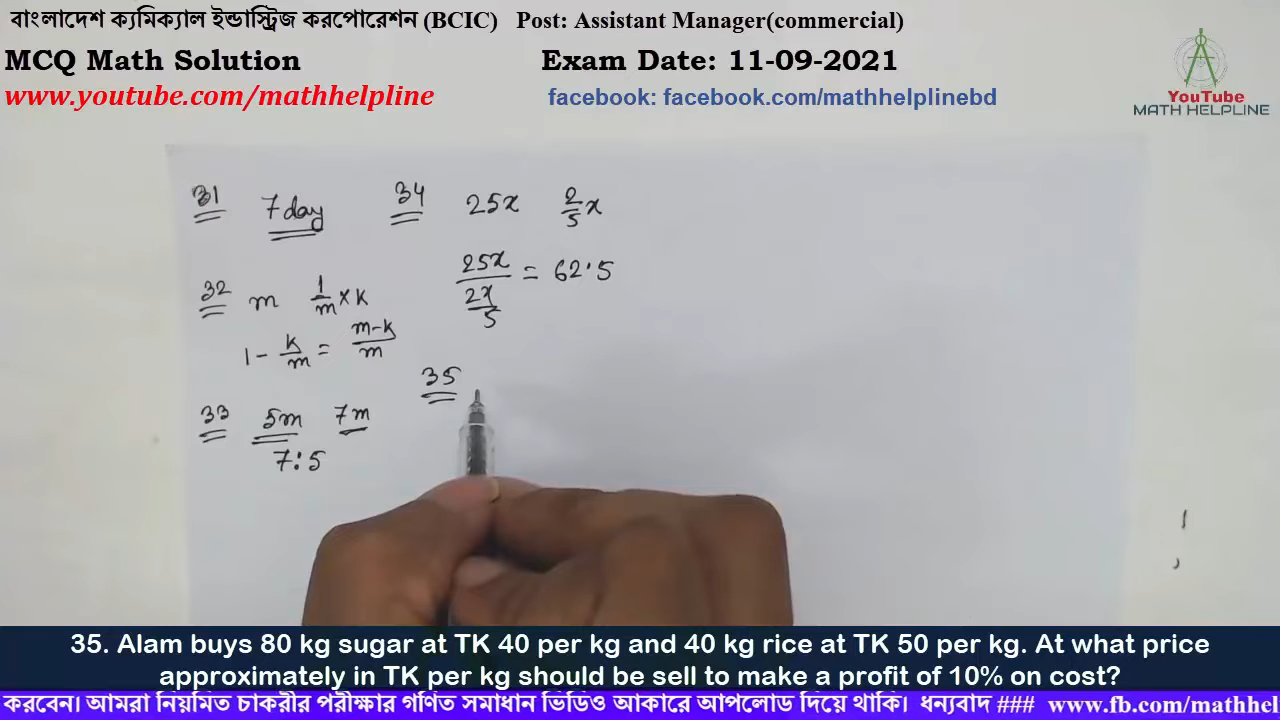 বাংলাদেশ ক্যমিক্যাল ইন্ডাস্ট্রিজ করপোরেশন (BCIC) Post: Assistant Manager(commercial)
MCQ Math Solution Exam Date: 11-09-2021
www.youtube.com/mathhelpline facebook: facebook.com/mathhelplinebd
YouTube
MATH HELPLINE
31 7 day
32 m 1/m × k
1 - k/m = m-k/m
33 5m 7m
7:5
34 25x 2/5 x
25x / 2x/5 = 62.5
35
35. Alam buys 80 kg sugar at TK 40 per kg and 40 kg rice at TK 50 per kg. At what price
approximately in TK per kg should be sell to make a profit of 10% on cost?
করবেন। আমরা নিয়মিত চাকরীর পরীক্ষার গণিত সমাধান ভিডিও আকারে আপলোড দিয়ে থাকি। ধন্যবাদ ### www.fb.com/mathhel